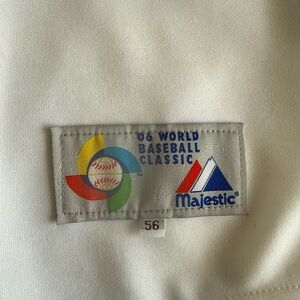 06 WORLD
BASEBALL
CLASSIC
Majestic®
56